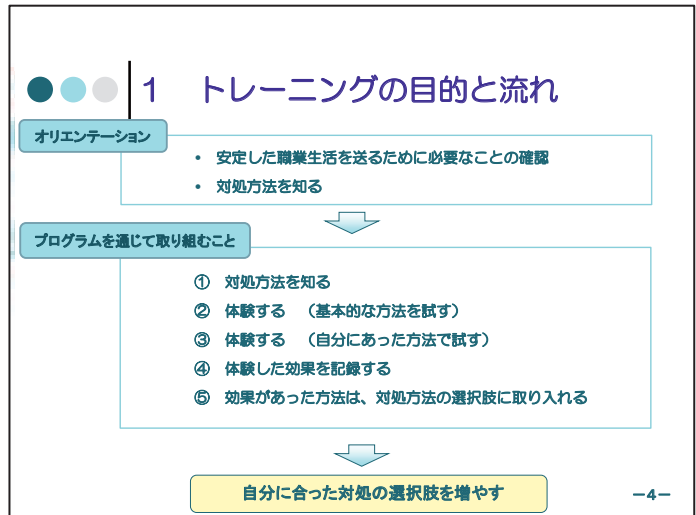 1 トレーニングの目的と流れ
オリエンテーション
• 安定した職業生活を送るために必要なことの確認
• 対処方法を知る
プログラムを通じて取り組むこと
① 対処方法を知る
② 体験する （基本的な方法を試す）
③ 体験する （自分にあった方法で試す）
④ 体験した効果を記録する
⑤ 効果があった方法は、対処方法の選択肢に取り入れる
自分に合った対処の選択肢を増やす
－4－